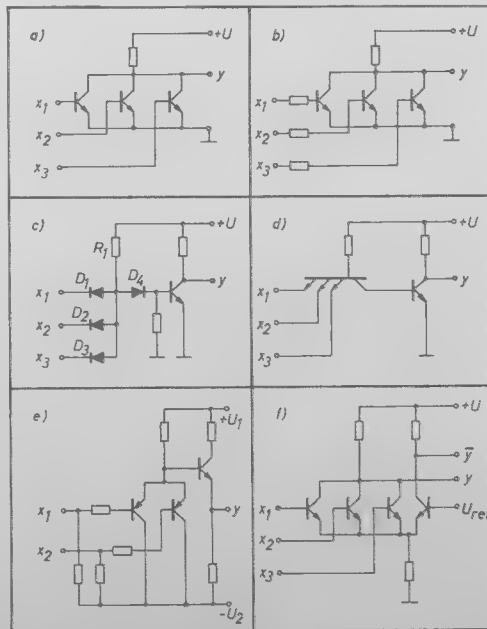 a)
+U
y
x₁
x₂
x₃
b)
+U
y
x₁
x₂
x₃
c)
+U
R₁
D₁
D₄
x₁
y
D₂
x₂
D₃
x₃
d)
+U
y
x₁
x₂
x₃
e)
+U₁
x₁
y
x₂
-U₂
f)
+U
y̅
y
x₁
U_ref
x₂
x₃